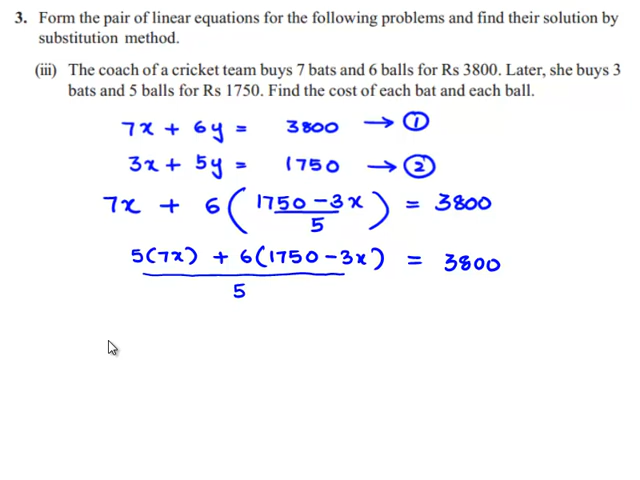 3. Form the pair of linear equations for the following problems and find their solution by
substitution method.
(iii) The coach of a cricket team buys 7 bats and 6 balls for Rs 3800. Later, she buys 3
bats and 5 balls for Rs 1750. Find the cost of each bat and each ball.
7x + 6y = 3800 → ①
3x + 5y = 1750 → ②
7x + 6 ( (1750 - 3x) / 5 ) = 3800
(5(7x) + 6(1750 - 3x)) / 5 = 3800